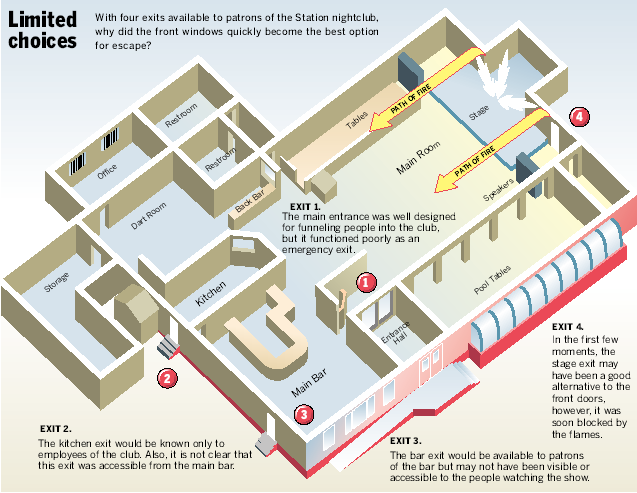 Limited
choices
With four exits available to patrons of the Station nightclub,
why did the front windows quickly become the best option
for escape?
Restroom
Office
Restroom
Tables
PATH OF FIRE
Stage
4
Main Room
PATH OF FIRE
Speakers
Dart Room
Back Bar
EXIT 1.
The main entrance was well designed
for funneling people into the club,
but it functioned poorly as an
emergency exit.
Storage
Kitchen
1
Pool Tables
Entrance
Hall
Main Bar
2
3
EXIT 4.
In the first few
moments, the
stage exit may
have been a good
alternative to the
front doors,
however, it was
soon blocked by
the flames.
EXIT 2.
The kitchen exit would be known only to
employees of the club. Also, it is not clear that
this exit was accessible from the main bar.
EXIT 3.
The bar exit would be available to patrons
of the bar but may not have been visible or
accessible to the people watching the show.